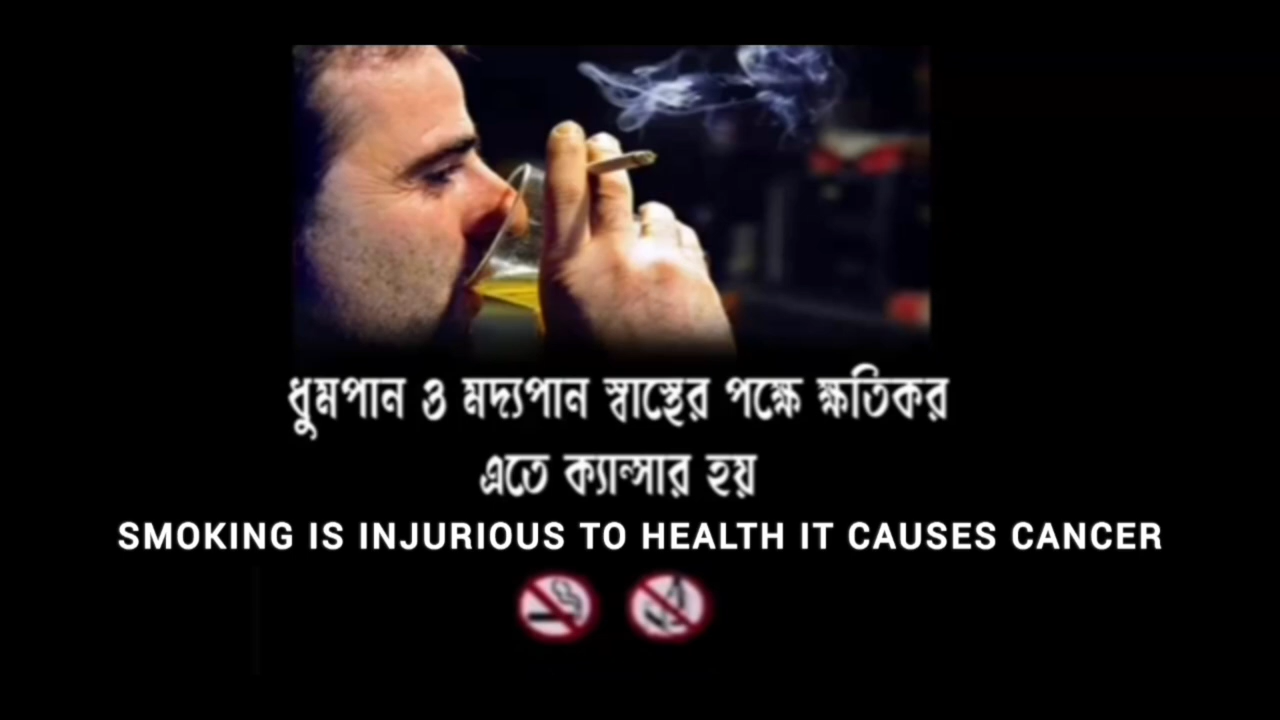 ধুমপান ও মদ্যপান স্বাস্থের পক্ষে ক্ষতিকর
এতে ক্যান্সার হয়
SMOKING IS INJURIOUS TO HEALTH IT CAUSES CANCER